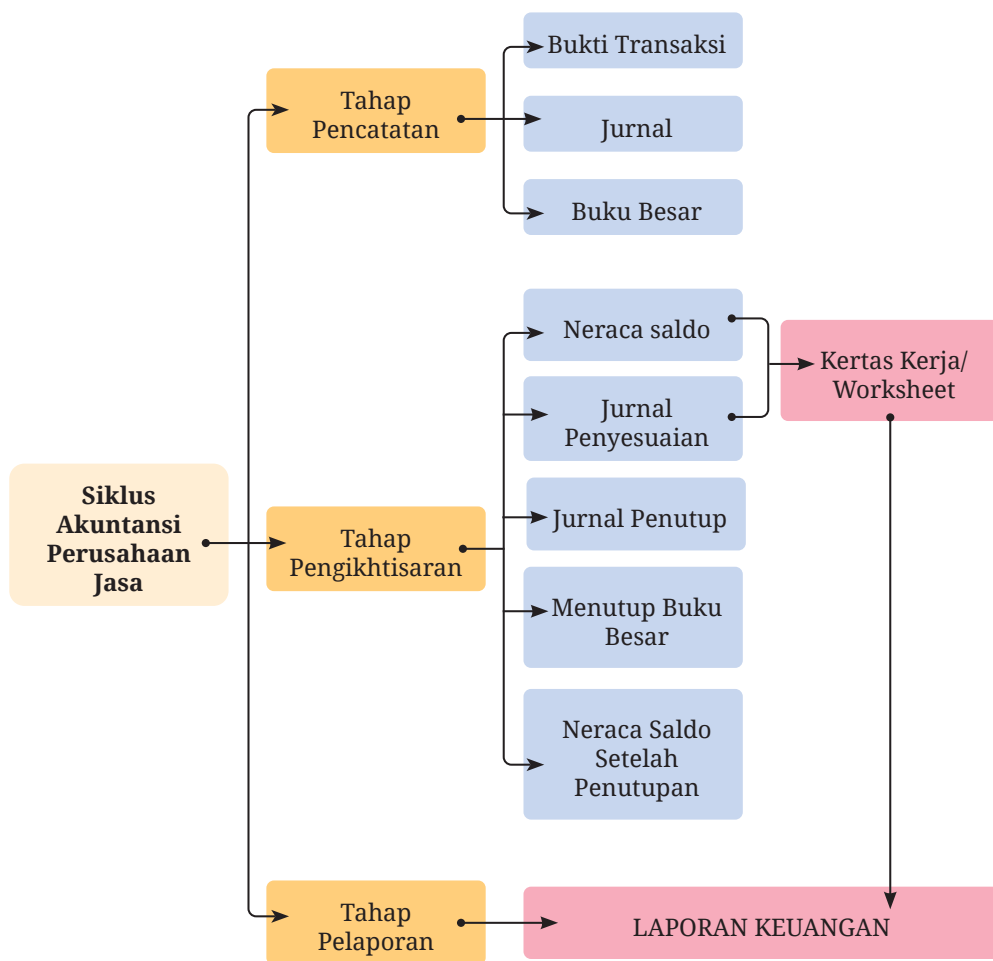 Siklus
Akuntansi
Perusahaan
Jasa
Tahap
Pencatatan
Bukti Transaksi
Jurnal
Buku Besar
Tahap
Pengikhtisaran
Neraca saldo
Jurnal
Penyesuaian
Kertas Kerja/
Worksheet
Jurnal Penutup
Menutup Buku
Besar
Neraca Saldo
Setelah
Penutupan
Tahap
Pelaporan
LAPORAN KEUANGAN